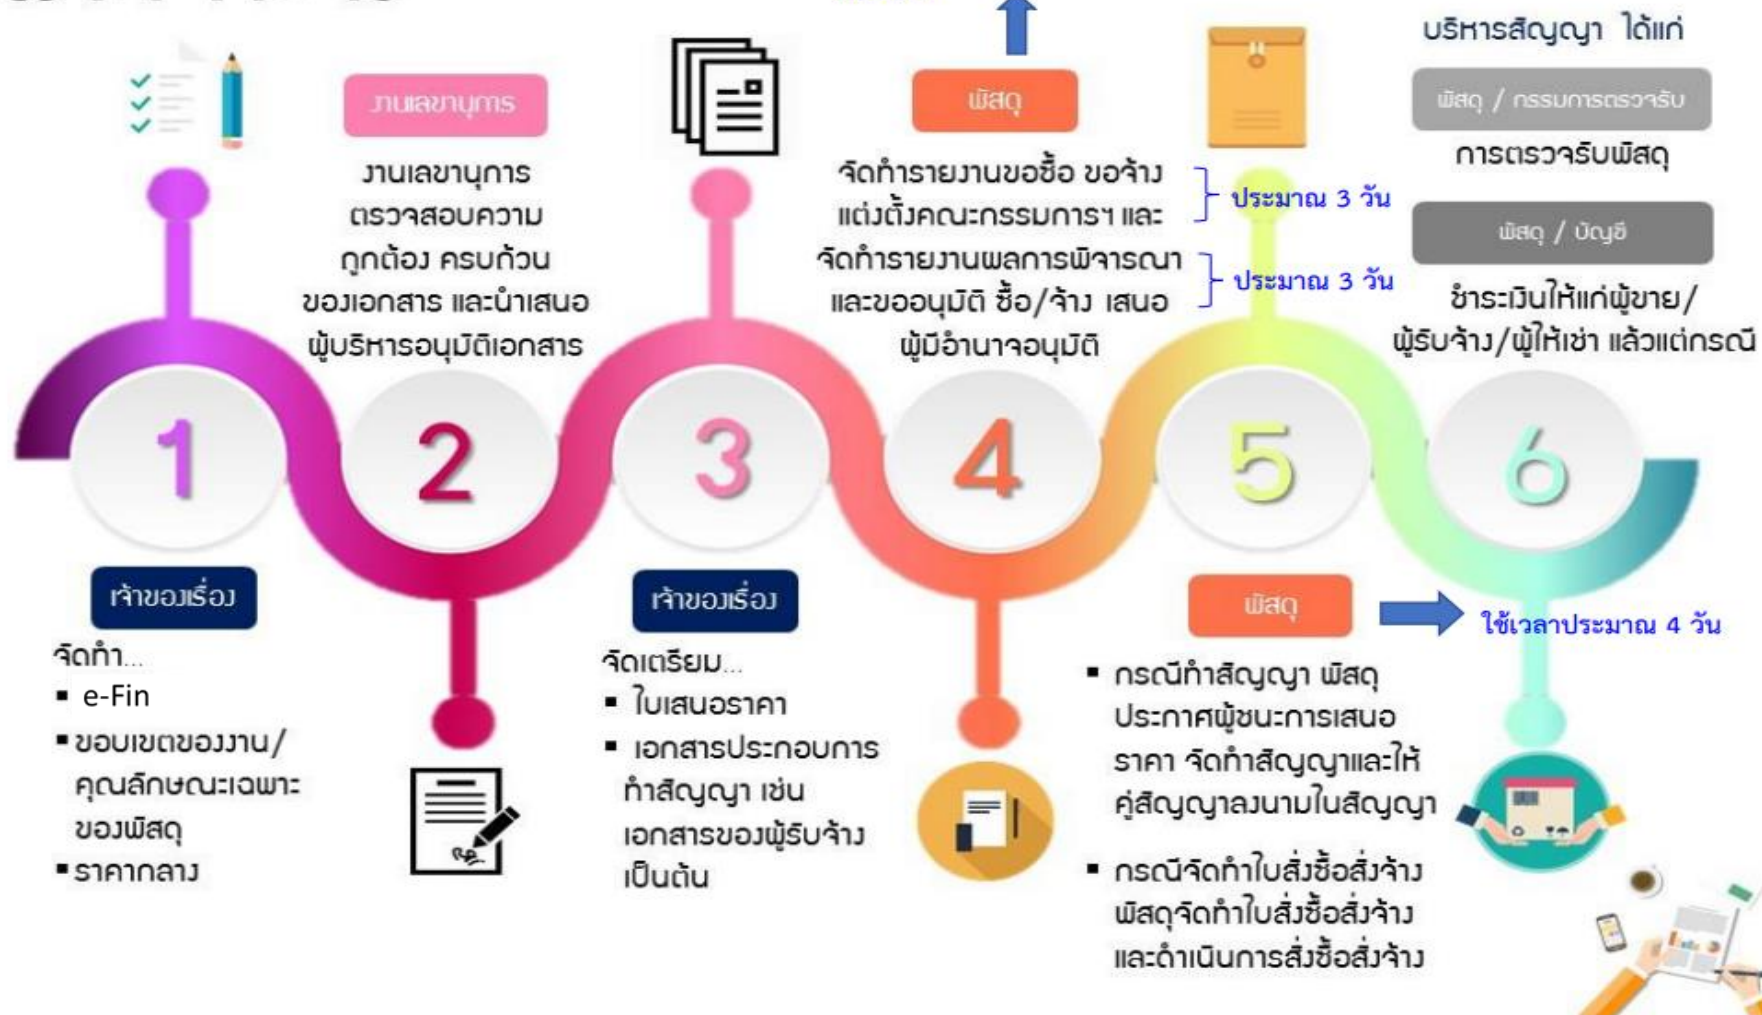 1
เจ้าของเรื่อง
จัดทำ...
▪ e-Fin
▪ ขอบเขตของงาน/
คุณลักษณะเฉพาะ
ของพัสดุ
▪ ราคากลาง
2
งานเลขานุการ
งานเลขานุการ
ตรวจสอบความ
ถูกต้อง ครบถ้วน
ของเอกสาร และนำเสนอ
ผู้บริหารอนุมัติเอกสาร
3
เจ้าของเรื่อง
จัดเตรียม...
▪ ใบเสนอราคา
▪ เอกสารประกอบการ
ทำสัญญา เช่น
เอกสารของผู้รับจ้าง
เป็นต้น
4
พัสดุ
จัดทำรายงานขอซื้อ ขอจ้าง
แต่งตั้งคณะกรรมการฯ และ
ประมาณ 3 วัน
จัดทำรายงานผลการพิจารณา
และขออนุมัติ ซื้อ/จ้าง เสนอ
ผู้มีอำนาจอนุมัติ
ประมาณ 3 วัน
5
พัสดุ
ใช้เวลาประมาณ 4 วัน
▪ กรณีทำสัญญา พัสดุ
ประกาศผู้ชนะการเสนอ
ราคา จัดทำสัญญาและให้
คู่สัญญาลงนามในสัญญา
▪ กรณีจัดทำใบสั่งซื้อสั่งจ้าง
พัสดุจัดทำใบสั่งซื้อสั่งจ้าง
และดำเนินการสั่งซื้อสั่งจ้าง
6
บริหารสัญญา ได้แก่
พัสดุ / กรรมการตรวจรับ
การตรวจรับพัสดุ
พัสดุ / บัญชี
ชำระเงินให้แก่ผู้ขาย/
ผู้รับจ้าง/ผู้ให้เช่า แล้วแต่กรณี